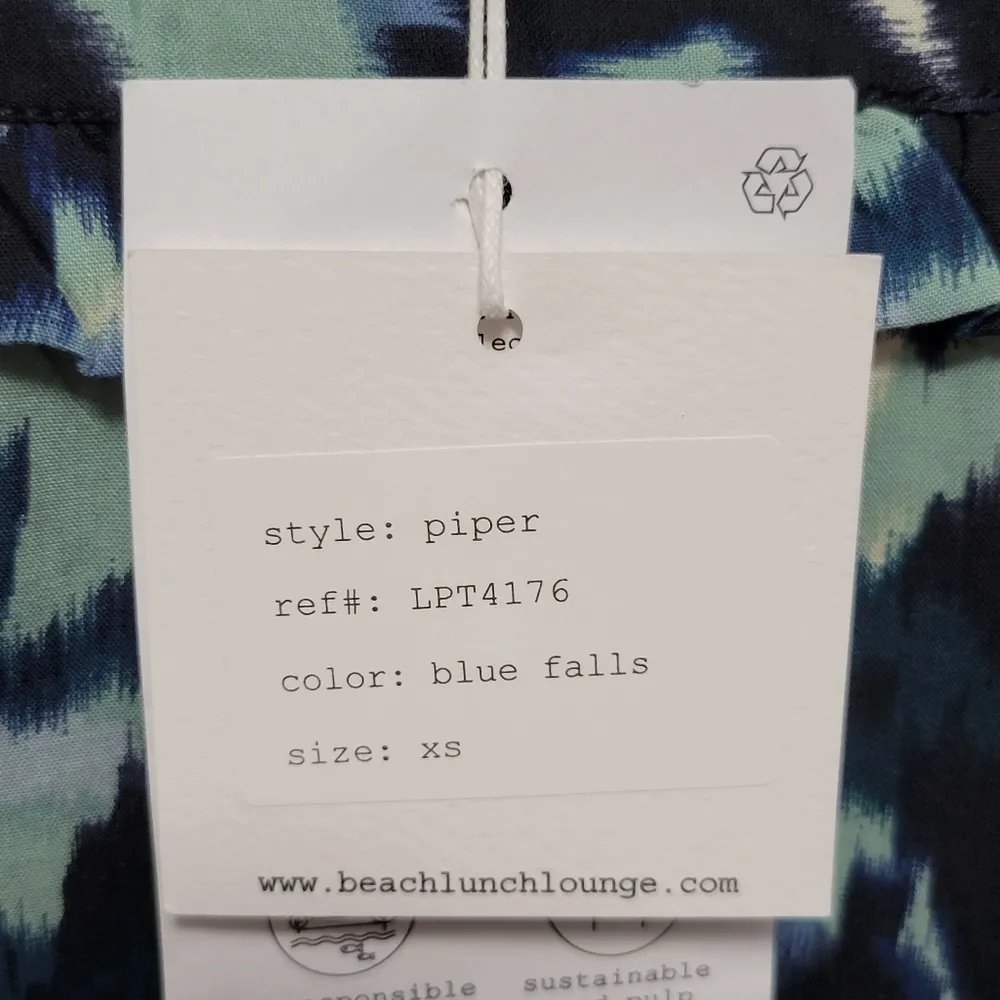 style: piper
ref#: LPT4176
color: blue falls
size: xs
www.beachlunchlounge.com
sustainable